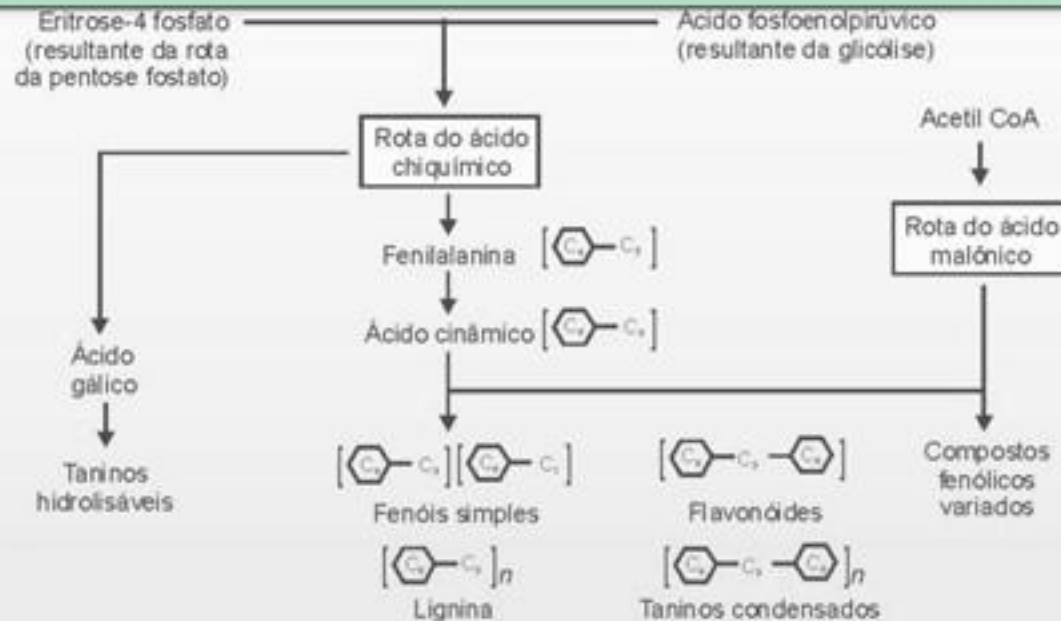 Eritrose-4 fosfato
(resultante da rota
da pentose fosfato)
Ácido fosfoenolpirúvico
(resultante da glicólise)
Rota do ácido
chiquímico
Acetil CoA
Rota do ácido
malônico
Fenilalanina
Ácido cinâmico
Ácido
gálico
Taninos
hidrolisáveis
Fenóis simples
Flavonóides
Compostos
fenólicos
variados
n
n
Lignina
Taninos condensados